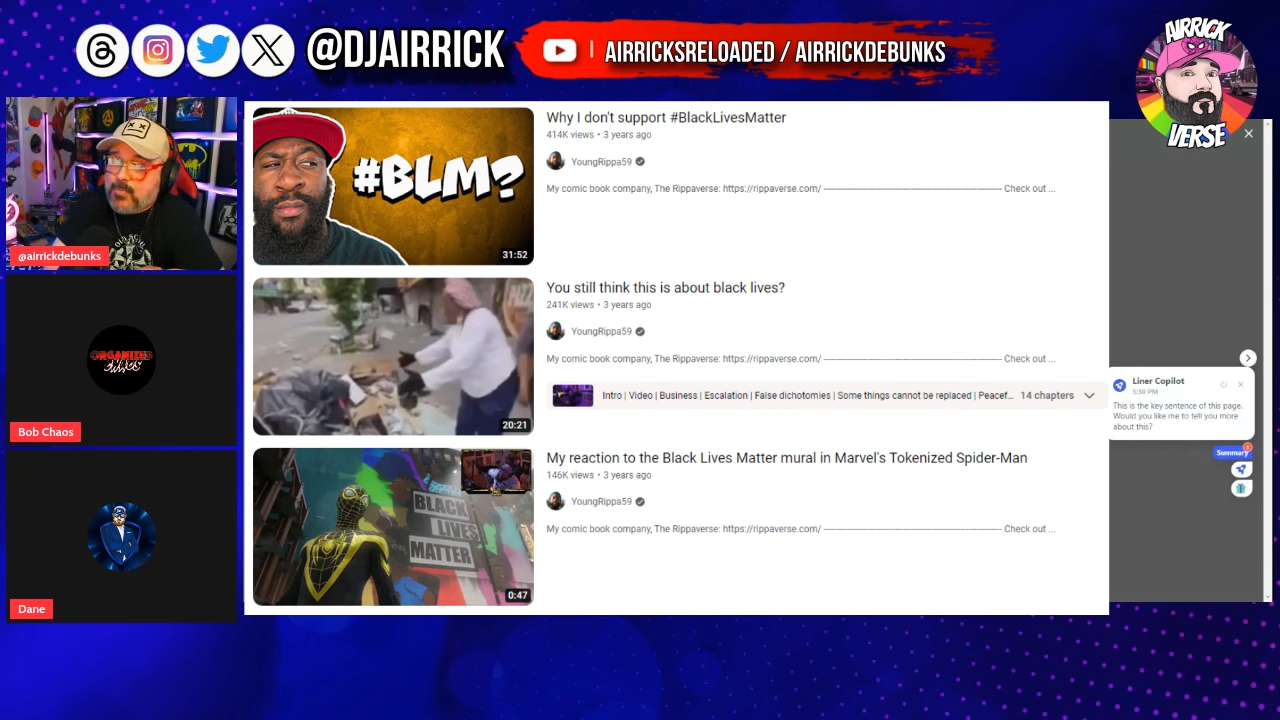 @DJAIRRICK
AIRRICKSRELOADED / AIRRICKDEBUNKS
AIRRICK
VERSE
@airrickdebunks
Bob Chaos
Dane
#BLM?
31:52
Why I don't support #BlackLivesMatter
414K views • 3 years ago
YoungRippa59
My comic book company, The Rippaverse: https://rippaverse.com/ ---------------------------------------- Check out ...
20:21
You still think this is about black lives?
241K views • 3 years ago
YoungRippa59
My comic book company, The Rippaverse: https://rippaverse.com/ ---------------------------------------- Check out ...
Intro | Video | Business | Escalation | False dichotomies | Some things cannot be replaced | Peacef... 14 chapters
BLACK
LIVES
MATTER
0:47
My reaction to the Black Lives Matter mural in Marvel's Tokenized Spider-Man
146K views • 3 years ago
YoungRippa59
My comic book company, The Rippaverse: https://rippaverse.com/ ---------------------------------------- Check out ...
Liner Copilot
5:30 PM
This is the key sentence of this page.
Would you like me to tell you more
about this?
Summary